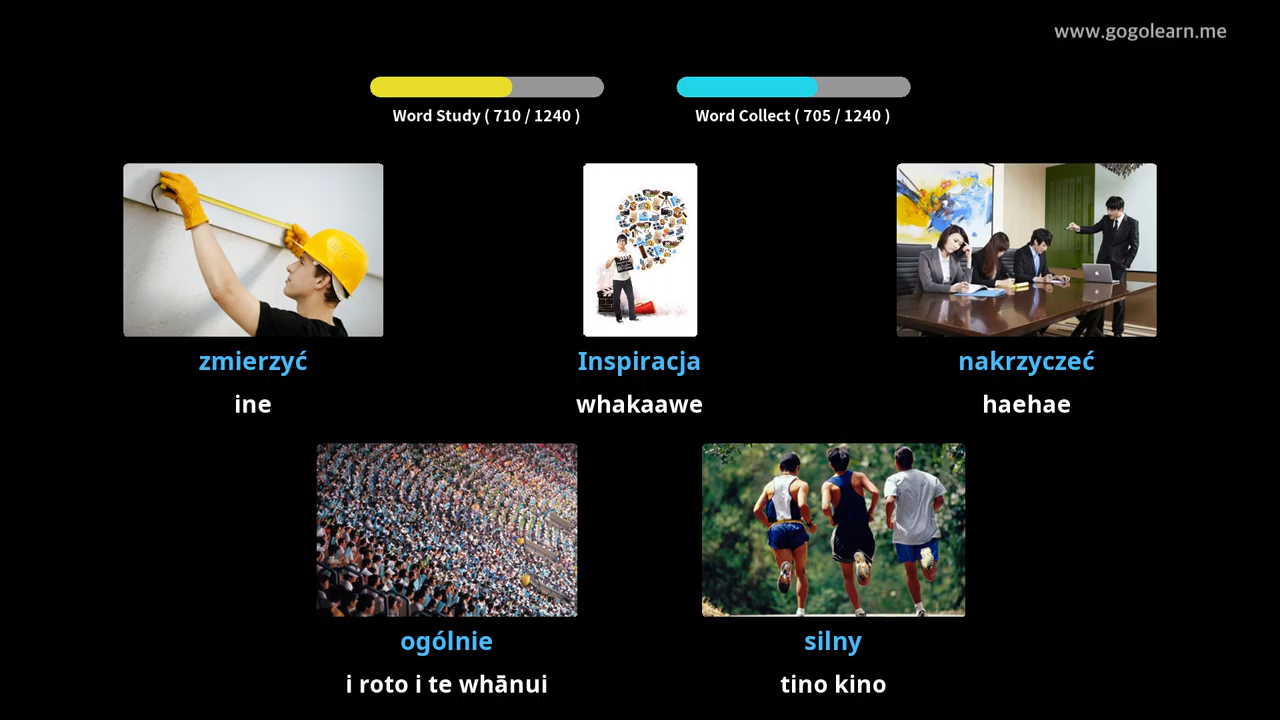 www.gogolearn.me
Word Study ( 710 / 1240 )
Word Collect ( 705 / 1240 )
zmierzyć
ine
Inspiracja
whakaawe
nakrzyczeć
haehae
ogólnie
i roto i te whānui
silny
tino kino